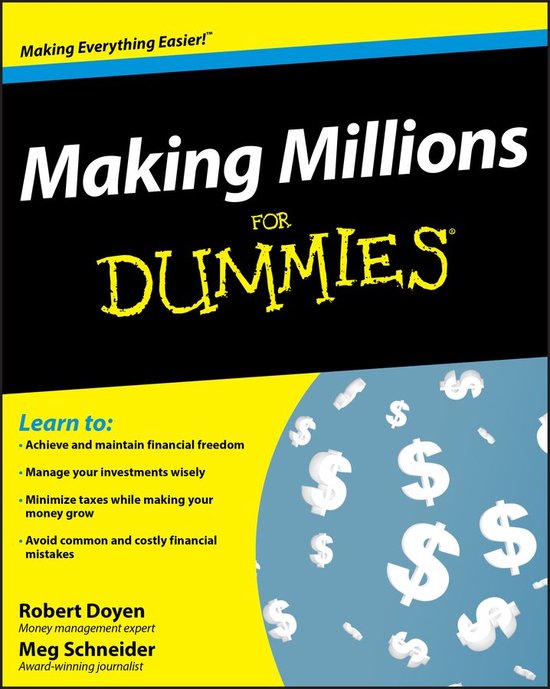 Making Everything Easier!™
Making Millions
FOR
DUMMIES®
Learn to:
• Achieve and maintain financial freedom
• Manage your investments wisely
• Minimize taxes while making your
money grow
• Avoid common and costly financial
mistakes
Robert Doyen
Money management expert
Meg Schneider
Award-winning journalist